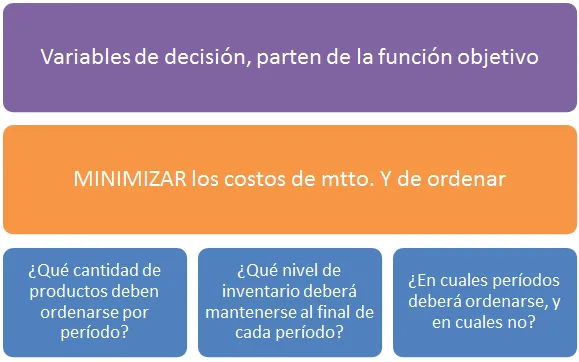 Variables de decisión, parten de la función objetivo
MINIMIZAR los costos de mtto. Y de ordenar
¿Qué cantidad de
productos deben
ordenarse por
período?
¿Qué nivel de
inventario deberá
mantenerse al final de
cada período?
¿En cuales períodos
deberá ordenarse, y
en cuales no?